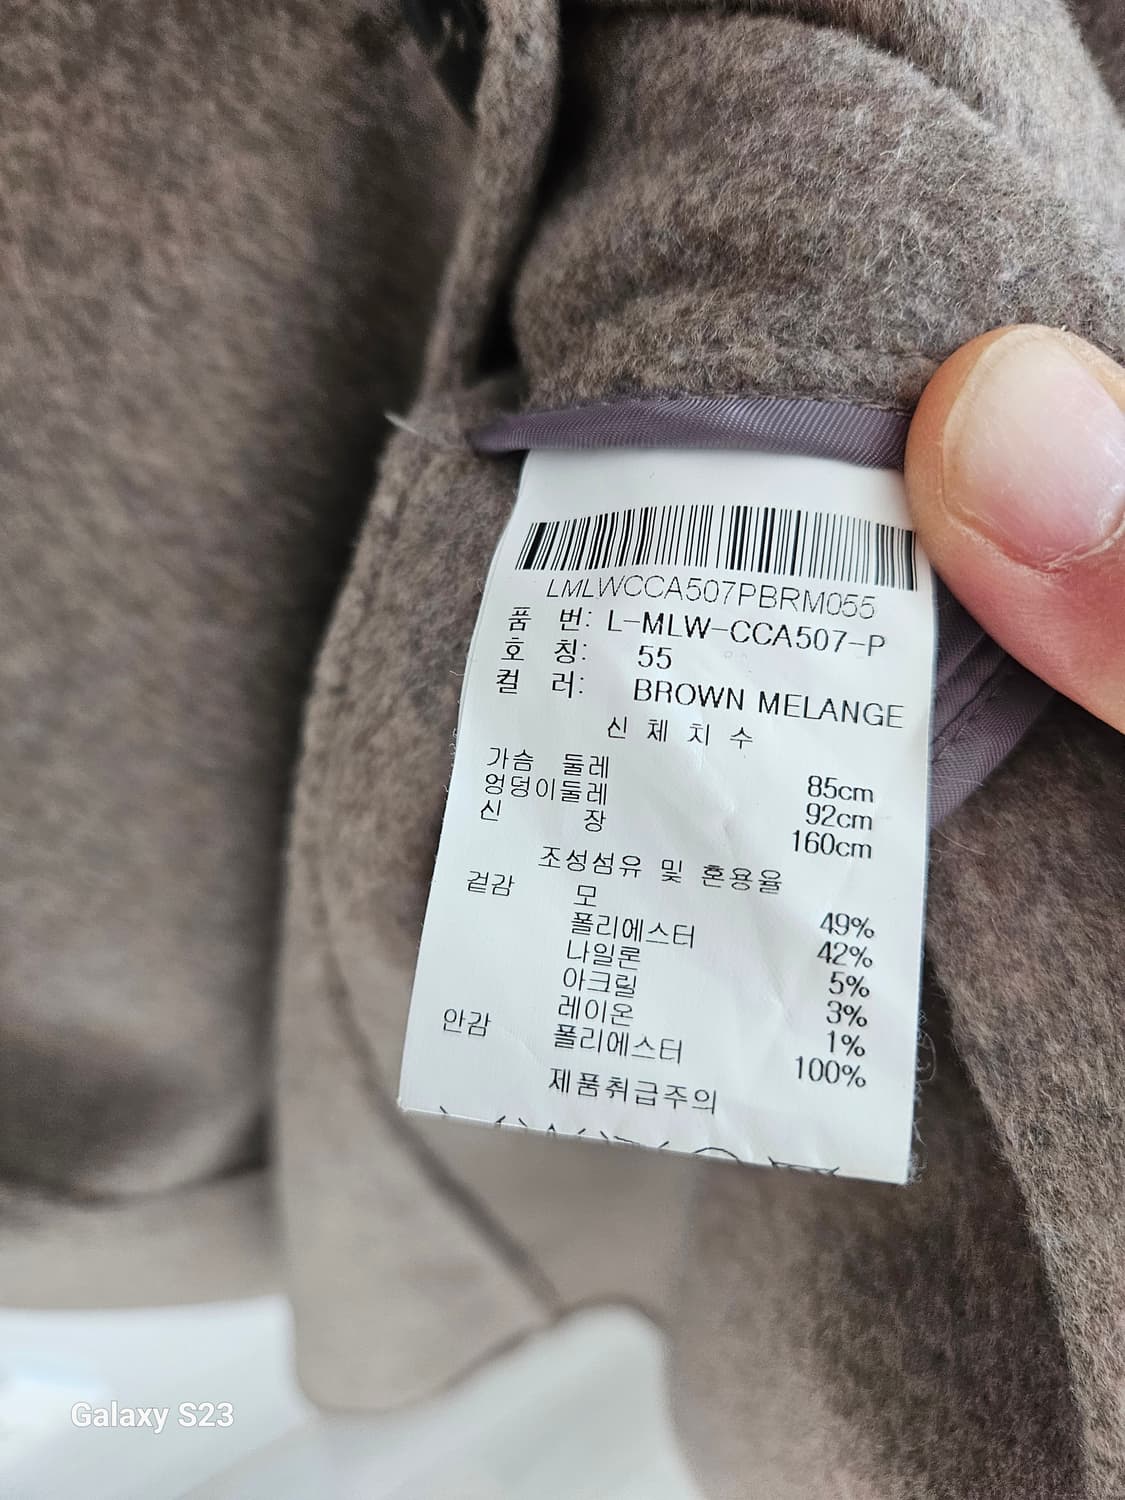 LMLWCCA507PBRM055
품 번: L-MLW-CCA507-P
호 칭: 55
컬 러: BROWN MELANGE
신 체 치 수
가슴 둘레 85cm
엉덩이둘레 92cm
신 장 160cm
조성섬유 및 혼용율
겉감 모 49%
폴리에스터 42%
나일론 5%
아크릴 3%
레이온 1%
안감 폴리에스터 100%
제품취급주의
Galaxy S23